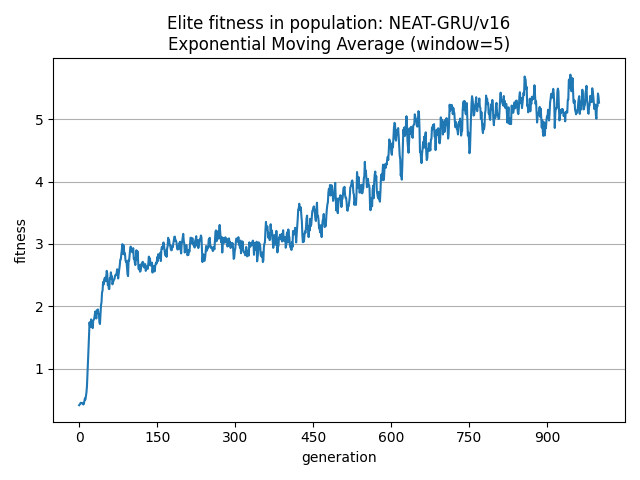 Elite fitness in population: NEAT-GRU/v16
Exponential Moving Average (window=5)
fitness
5
4
3
2
1
0 150 300 450 600 750 900
generation